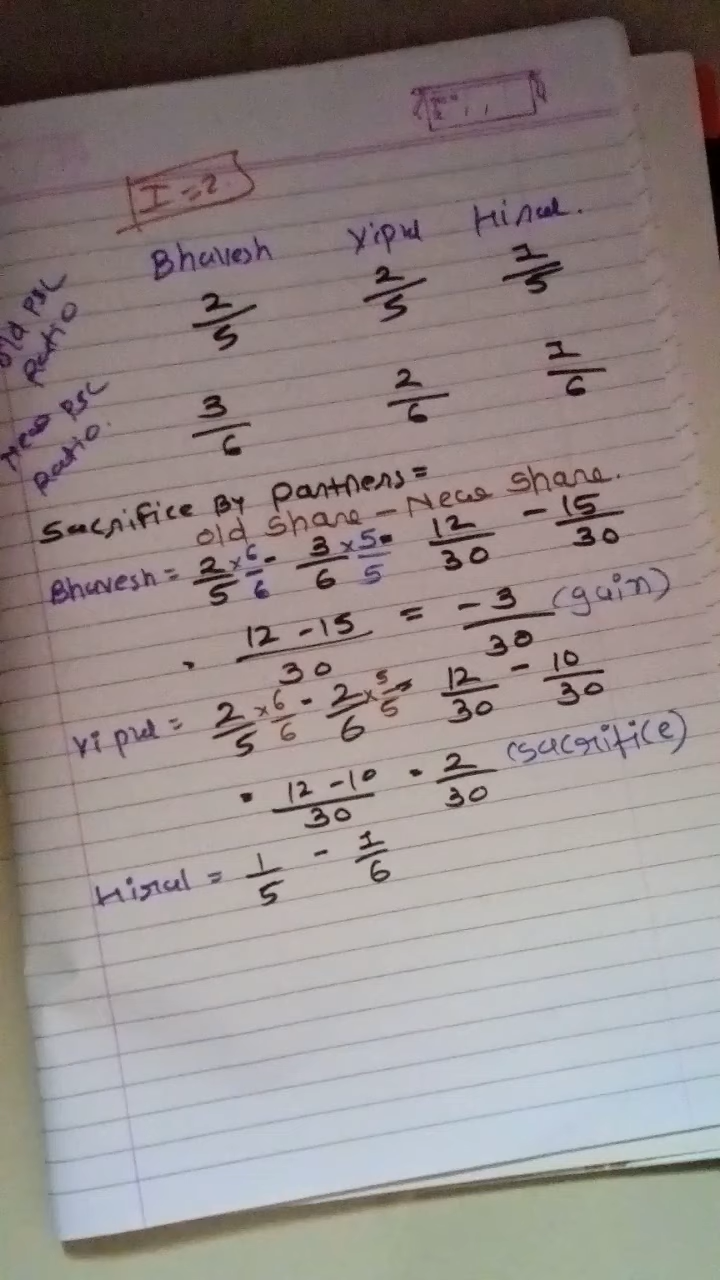 I = 2.
Bhavesh Vipul Hiral.
Old PSL Ratio 2/5 2/5 1/5
New PSL Ratio. 3/6 2/6 1/6
Sacrifice By Partners =
Old Share - New Share.
Bhavesh = 2/5 × 6/6 - 3/6 × 5/5 = 12/30 - 15/30
= 12 - 15/30 = -3/30 (gain)
Vipul = 2/5 × 6/6 - 2/6 × 5/5 = 12/30 - 10/30
= 12 - 10/30 = 2/30 (sacrifice)
Hiral = 1/5 - 1/6